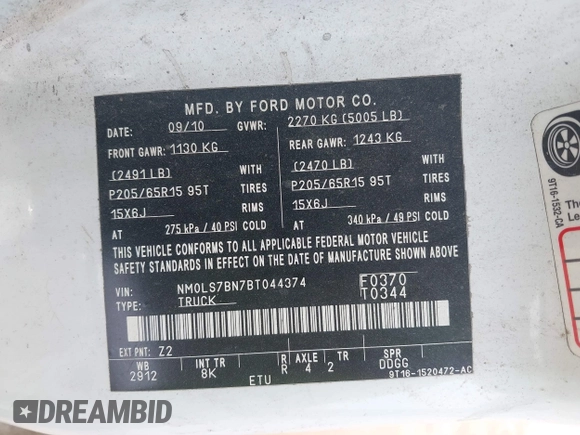 MFD. BY FORD MOTOR CO.
DATE: 09/10 GVWR: 2270 KG (5005 LB)
FRONT GAWR: 1130 KG REAR GAWR: 1243 KG
(2491 LB) WITH (2470 LB) WITH
P205/65R15 95T TIRES P205/65R15 95T TIRES
15X6J RIMS 15X6J RIMS
AT 275 kPa / 40 PSI COLD AT 340 kPa / 49 PSI COLD
THIS VEHICLE CONFORMS TO ALL APPLICABLE FEDERAL MOTOR VEHICLE
SAFETY STANDARDS IN EFFECT ON THE DATE OF MANUFACTURE SHOWN ABOVE.
VIN: NM0LS7BN7BT044374 F0370
TYPE: TRUCK T0344
EXT PNT: Z2
WB INT TR R AXLE TR SPR
2912 8K R 4 2 DDGG
ETU 9T16-1520472-AC
9T16-1532-CA
The
Le
DREAMBID